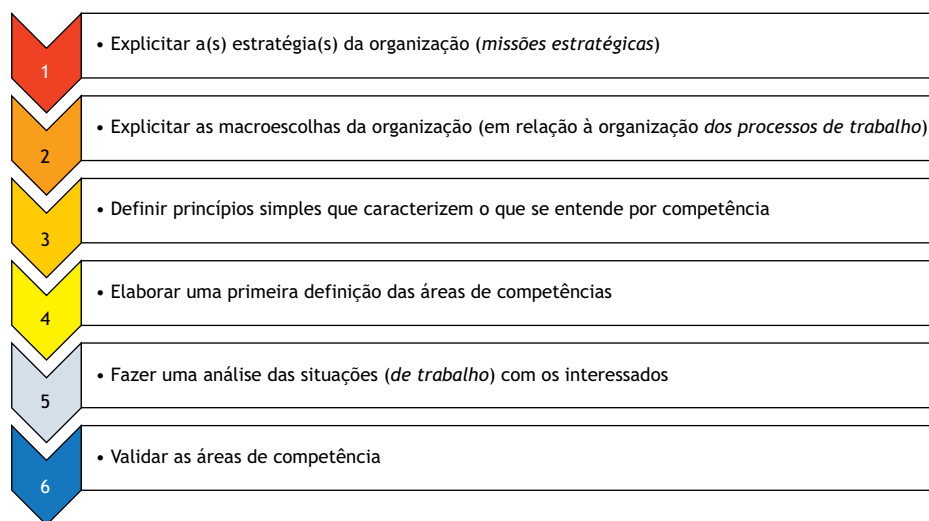 • Explicitar a(s) estratégia(s) da organização (missões estratégicas)
1
• Explicitar as macroescolhas da organização (em relação à organização dos processos de trabalho)
2
• Definir princípios simples que caracterizem o que se entende por competência
3
• Elaborar uma primeira definição das áreas de competências
4
• Fazer uma análise das situações (de trabalho) com os interessados
5
• Validar as áreas de competência
6